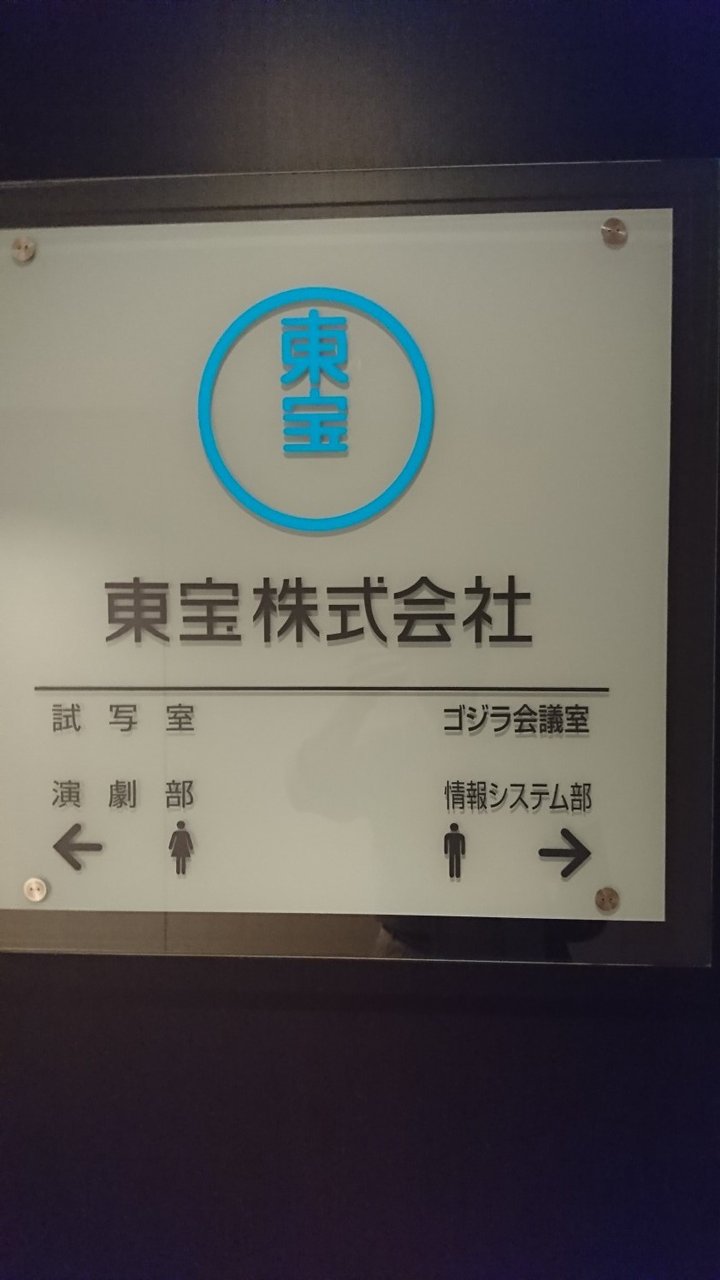 東宝
東宝株式会社
試写室
ゴジラ会議室
演劇部
情報システム部